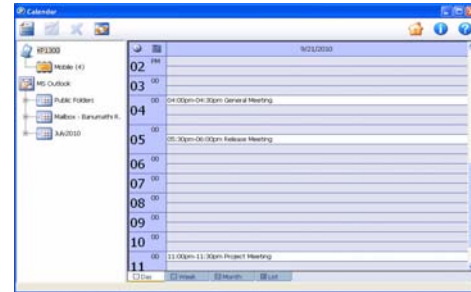 Calendar
KP1300
Mobile (4)
MS Outlook
Public Folders
Mailbox - Banumathi R.
July2010
9/21/2010
02 PM
03 00
04 00 04:00pm-04:30pm General Meeting
05 00 05:30pm-06:00pm Release Meeting
06 00
07 00
08 00
09 00
10 00
11 00 11:00pm-11:30pm Project Meeting
Day Week Month List